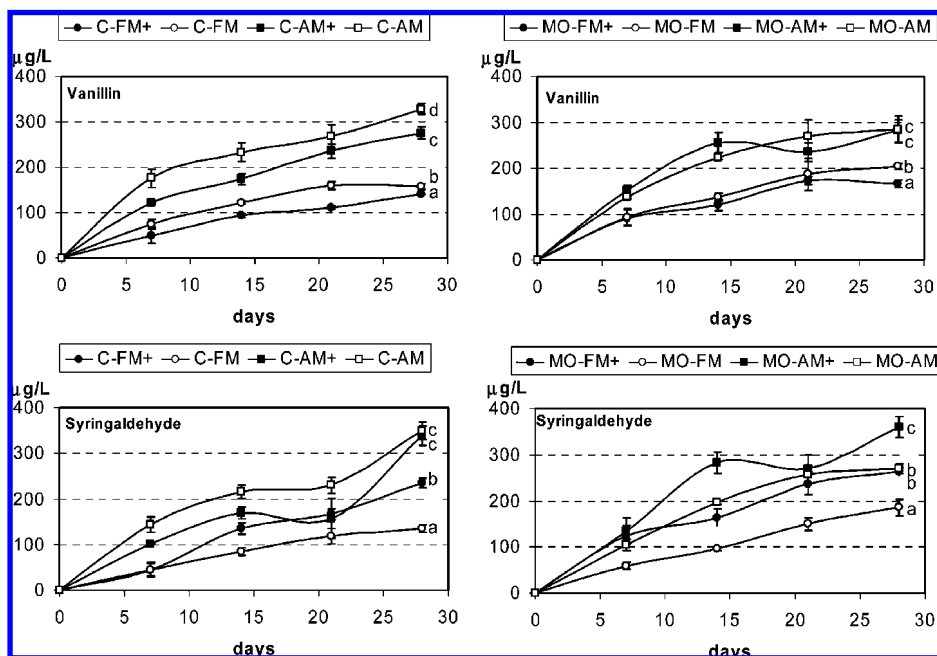 C-FM+ C-FM C-AM+ C-AM
µg/L
400
Vanillin
300
200
100
0
d
c
b
a
0 5 10 15 20 25 30
days
MO-FM+ MO-FM MO-AM+ MO-AM
µg/L
400
Vanillin
300
200
100
0
c
c
b
a
0 5 10 15 20 25 30
days
C-FM+ C-FM C-AM+ C-AM
µg/L
400
Syringaldehyde
300
200
100
0
c
c
b
a
0 5 10 15 20 25 30
days
MO-FM+ MO-FM MO-AM+ MO-AM
µg/L
400
Syringaldehyde
300
200
100
0
c
b
b
a
0 5 10 15 20 25 30
days